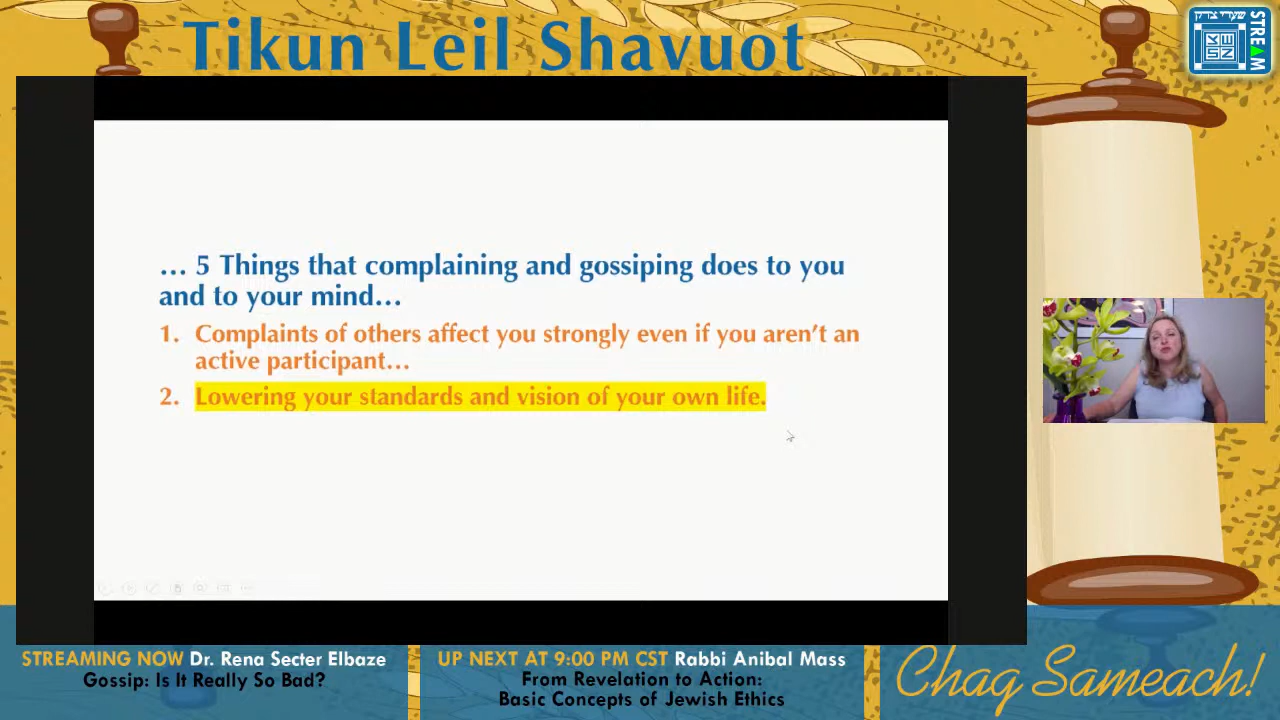 Tikun Leil Shavuot
שערי צדק
STREAM
… 5 Things that complaining and gossiping does to you
and to your mind…
1. Complaints of others affect you strongly even if you aren’t an
active participant…
2. Lowering your standards and vision of your own life.
STREAMING NOW Dr. Rena Secter Elbaze
Gossip: Is It Really So Bad?
UP NEXT AT 9:00 PM CST Rabbi Anibal Mass
From Revelation to Action:
Basic Concepts of Jewish Ethics
Chag Sameach!